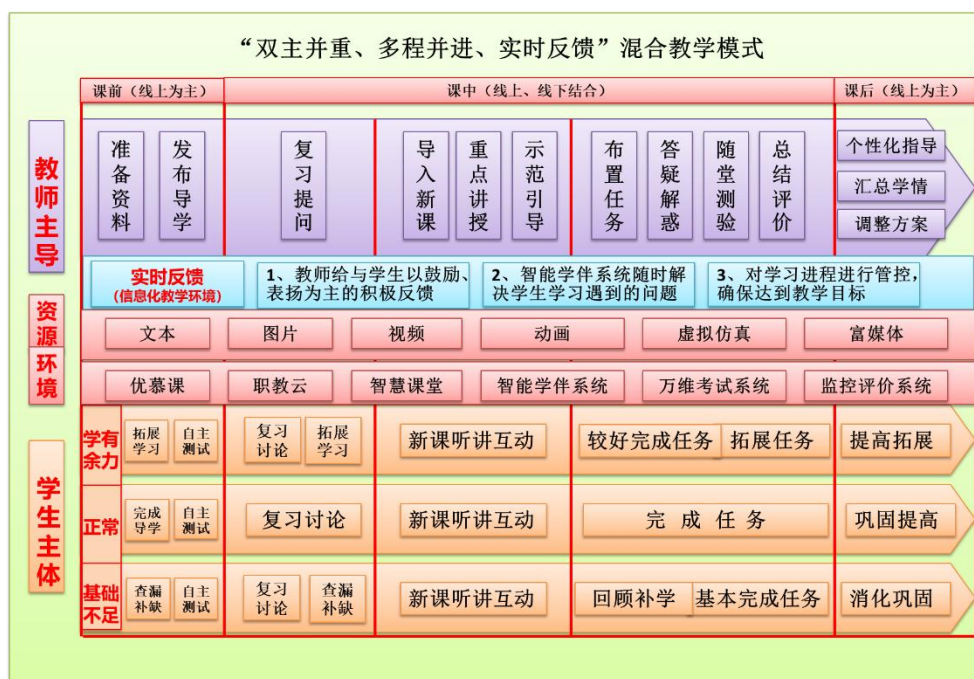 “双主并重、多程并进、实时反馈”混合教学模式
课前（线上为主）
课中（线上、线下结合）
课后（线上为主）
教师主导
准备资料
发布导学
复习提问
导入新课
重点讲授
示范引导
布置任务
答疑解惑
随堂测验
总结评价
个性化指导
汇总学情
调整方案
实时反馈
（信息化教学环境）
1、教师给与学生以鼓励、
表扬为主的积极反馈
2、智能学伴系统随时解
决学生学习遇到的问题
3、对学习进程进行管控，
确保达到教学目标
资源
环境
文本
图片
视频
动画
虚拟仿真
富媒体
优慕课
职教云
智慧课堂
智能学伴系统
万维考试系统
监控评价系统
学生主体
学有
余力
拓展
学习
自主
测试
复习
讨论
拓展
学习
新课听讲互动
较好完成任务
拓展任务
提高拓展
正常
完成
导学
自主
测试
复习讨论
新课听讲互动
完成任务
巩固提高
基础
不足
查漏
补缺
自主
测试
复习
讨论
查漏
补缺
新课听讲互动
回顾补学
基本完成任务
消化巩固